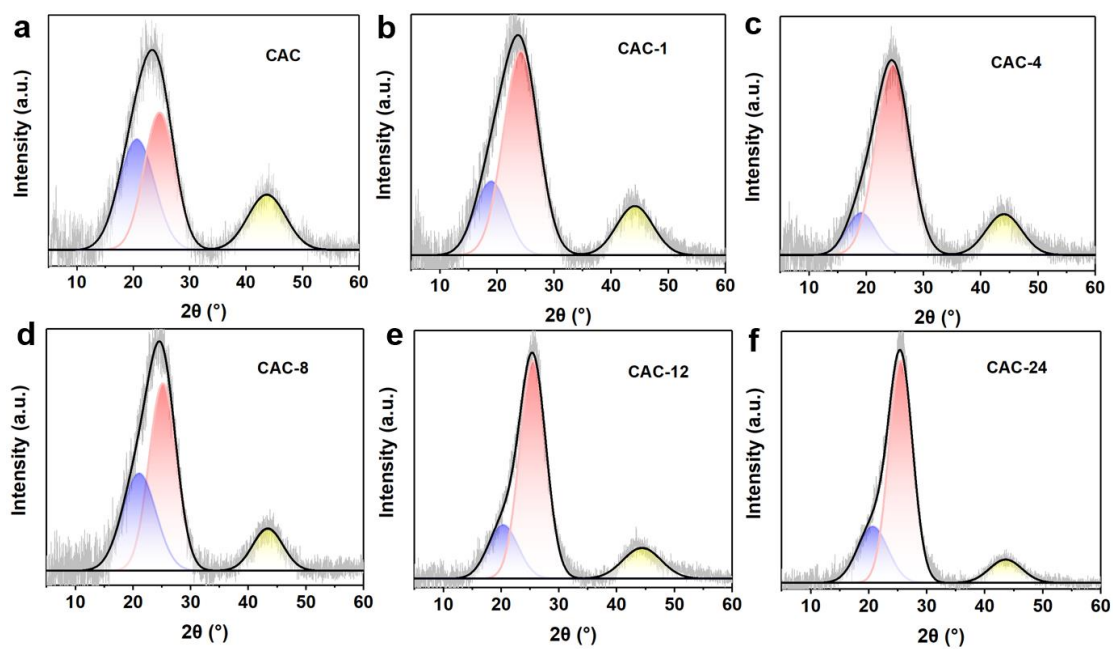 a
CAC
Intensity (a.u.)
10 20 30 40 50 60
2θ (°)
b
CAC-1
Intensity (a.u.)
10 20 30 40 50 60
2θ (°)
c
CAC-4
Intensity (a.u.)
10 20 30 40 50 60
2θ (°)
d
CAC-8
Intensity (a.u.)
10 20 30 40 50 60
2θ (°)
e
CAC-12
Intensity (a.u.)
10 20 30 40 50 60
2θ (°)
f
CAC-24
Intensity (a.u.)
10 20 30 40 50 60
2θ (°)